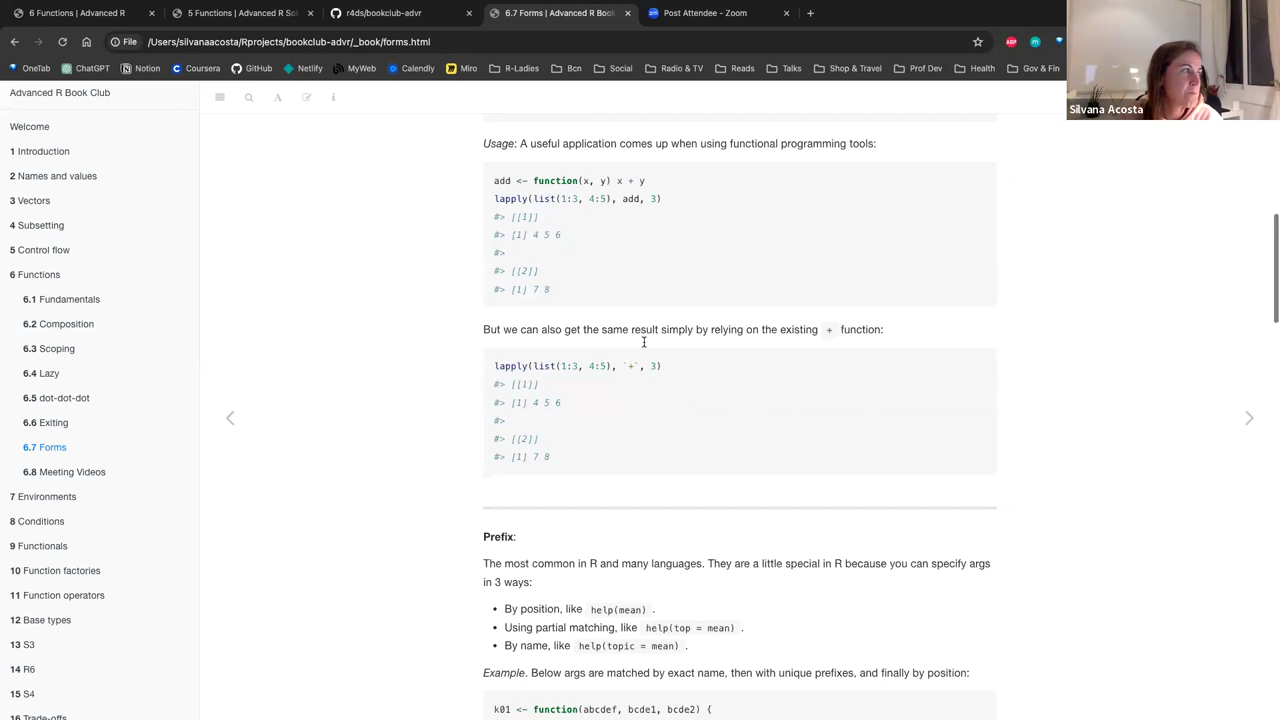 6 Functions | Advanced R
5 Functions | Advanced R Sol
r4ds/bookclub-advr
6.7 Forms | Advanced R Book
Post Attendee - Zoom
File
/Users/silvanaacosta/Rprojects/bookclub-advr/_book/forms.html
OneTab
ChatGPT
Notion
Coursera
GitHub
Netlify
MyWeb
Calendly
Miro
R-Ladies
Bcn
Social
Radio & TV
Reads
Talks
Shop & Travel
Prof Dev
Health
Gov & Fin
Silvana Acosta
Advanced R Book Club
Welcome
1 Introduction
2 Names and values
3 Vectors
4 Subsetting
5 Control flow
6 Functions
6.1 Fundamentals
6.2 Composition
6.3 Scoping
6.4 Lazy
6.5 dot-dot-dot
6.6 Exiting
6.7 Forms
6.8 Meeting Videos
7 Environments
8 Conditions
9 Functionals
10 Function factories
11 Function operators
12 Base types
13 S3
14 R6
15 S4
16 Trade-offs
Usage: A useful application comes up when using functional programming tools:
add <- function(x, y) x + y
lapply(list(1:3, 4:5), add, 3)
#> [[1]]
#> [1] 4 5 6
#>
#> [[2]]
#> [1] 7 8
But we can also get the same result simply by relying on the existing + function:
lapply(list(1:3, 4:5), `+`, 3)
#> [[1]]
#> [1] 4 5 6
#>
#> [[2]]
#> [1] 7 8
Prefix:
The most common in R and many languages. They are a little special in R because you can specify args
in 3 ways:
• By position, like help(mean) .
• Using partial matching, like help(top = mean) .
• By name, like help(topic = mean) .
Example. Below args are matched by exact name, then with unique prefixes, and finally by position:
k01 <- function(abcdef, bcde1, bcde2) {